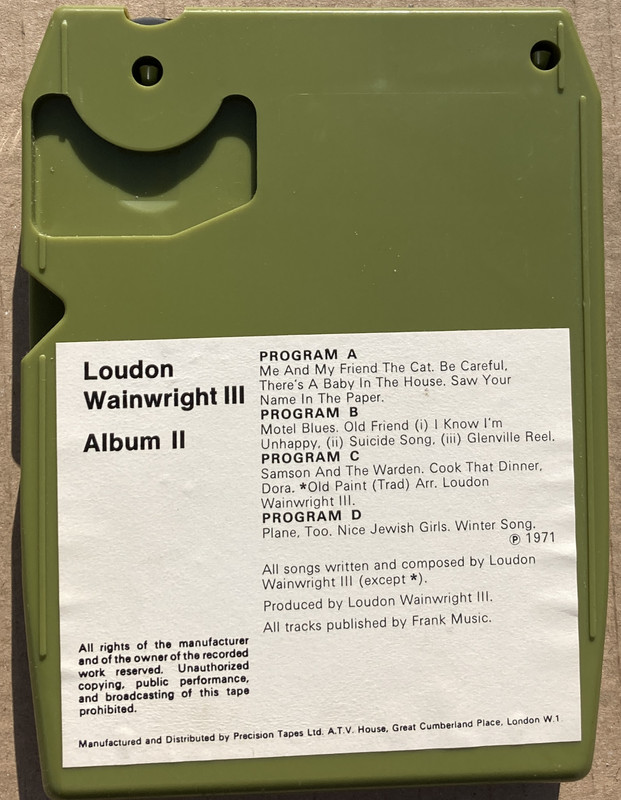 Loudon
Wainwright III
Album II
PROGRAM A
Me And My Friend The Cat. Be Careful,
There's A Baby In The House. Saw Your
Name In The Paper.
PROGRAM B
Motel Blues. Old Friend (i) I Know I'm
Unhappy, (ii) Suicide Song, (iii) Glenville Reel.
PROGRAM C
Samson And The Warden. Cook That Dinner,
Dora. *Old Paint (Trad) Arr. Loudon
Wainwright III.
PROGRAM D
Plane, Too. Nice Jewish Girls. Winter Song.
℗ 1971
All songs written and composed by Loudon
Wainwright III (except *).
Produced by Loudon Wainwright III.
All tracks published by Frank Music.
All rights of the manufacturer
and of the owner of the recorded
work reserved. Unauthorized
copying, public performance,
and broadcasting of this tape
prohibited.
Manufactured and Distributed by Precision Tapes Ltd. A.T.V. House, Great Cumberland Place, London W.1